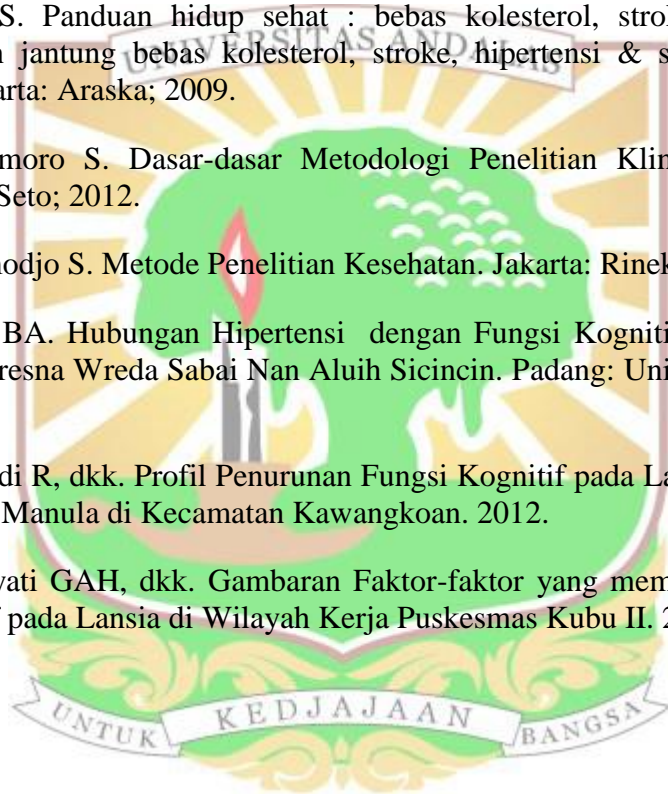 S. Panduan hidup sehat : bebas kolesterol, strok
jantung bebas kolesterol, stroke, hipertensi & s
arta: Araska; 2009.
UNIVERSITAS ANDALAS
moro S. Dasar-dasar Metodologi Penelitian Klin
Seto; 2012.
odjo S. Metode Penelitian Kesehatan. Jakarta: Rinek
BA. Hubungan Hipertensi dengan Fungsi Kogniti
resna Wreda Sabai Nan Aluih Sicincin. Padang: Uni
di R, dkk. Profil Penurunan Fungsi Kognitif pada La
Manula di Kecamatan Kawangkoan. 2012.
yati GAH, dkk. Gambaran Faktor-faktor yang mem
f pada Lansia di Wilayah Kerja Puskesmas Kubu II. 2
UNTUK KEDJAJAAN BANGSA